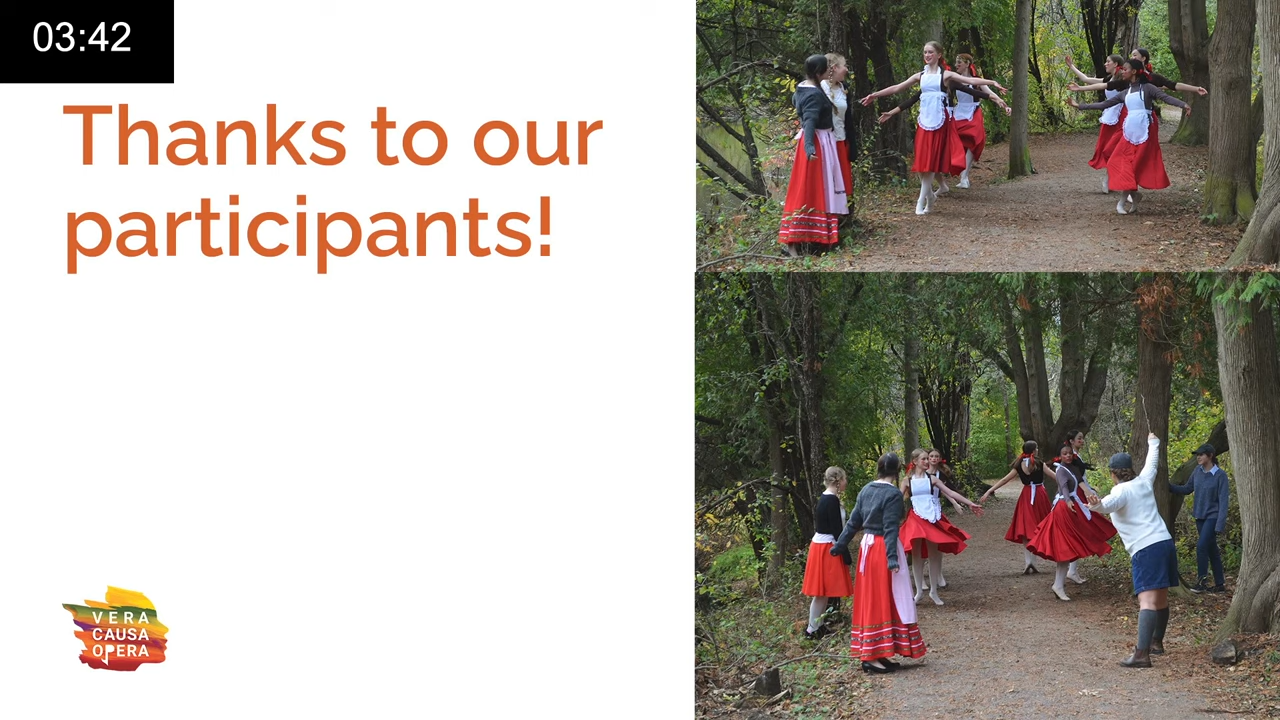 03:42
Thanks to our
participants!
VERA
CAUSA
OPERA